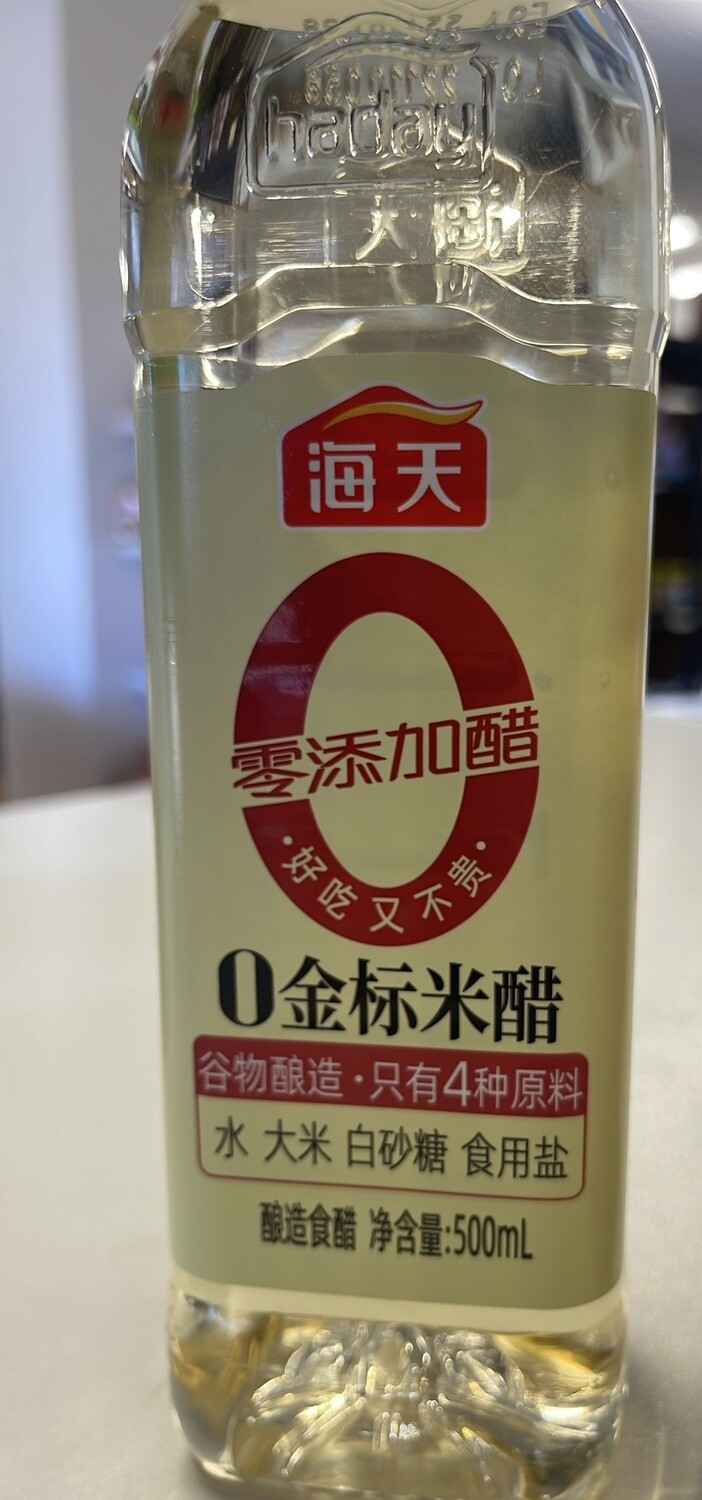 haday
海天
零添加醋
·好吃又不贵·
0金标米醋
谷物酿造·只有4种原料
水 大米 白砂糖 食用盐
酿造食醋 净含量:500mL